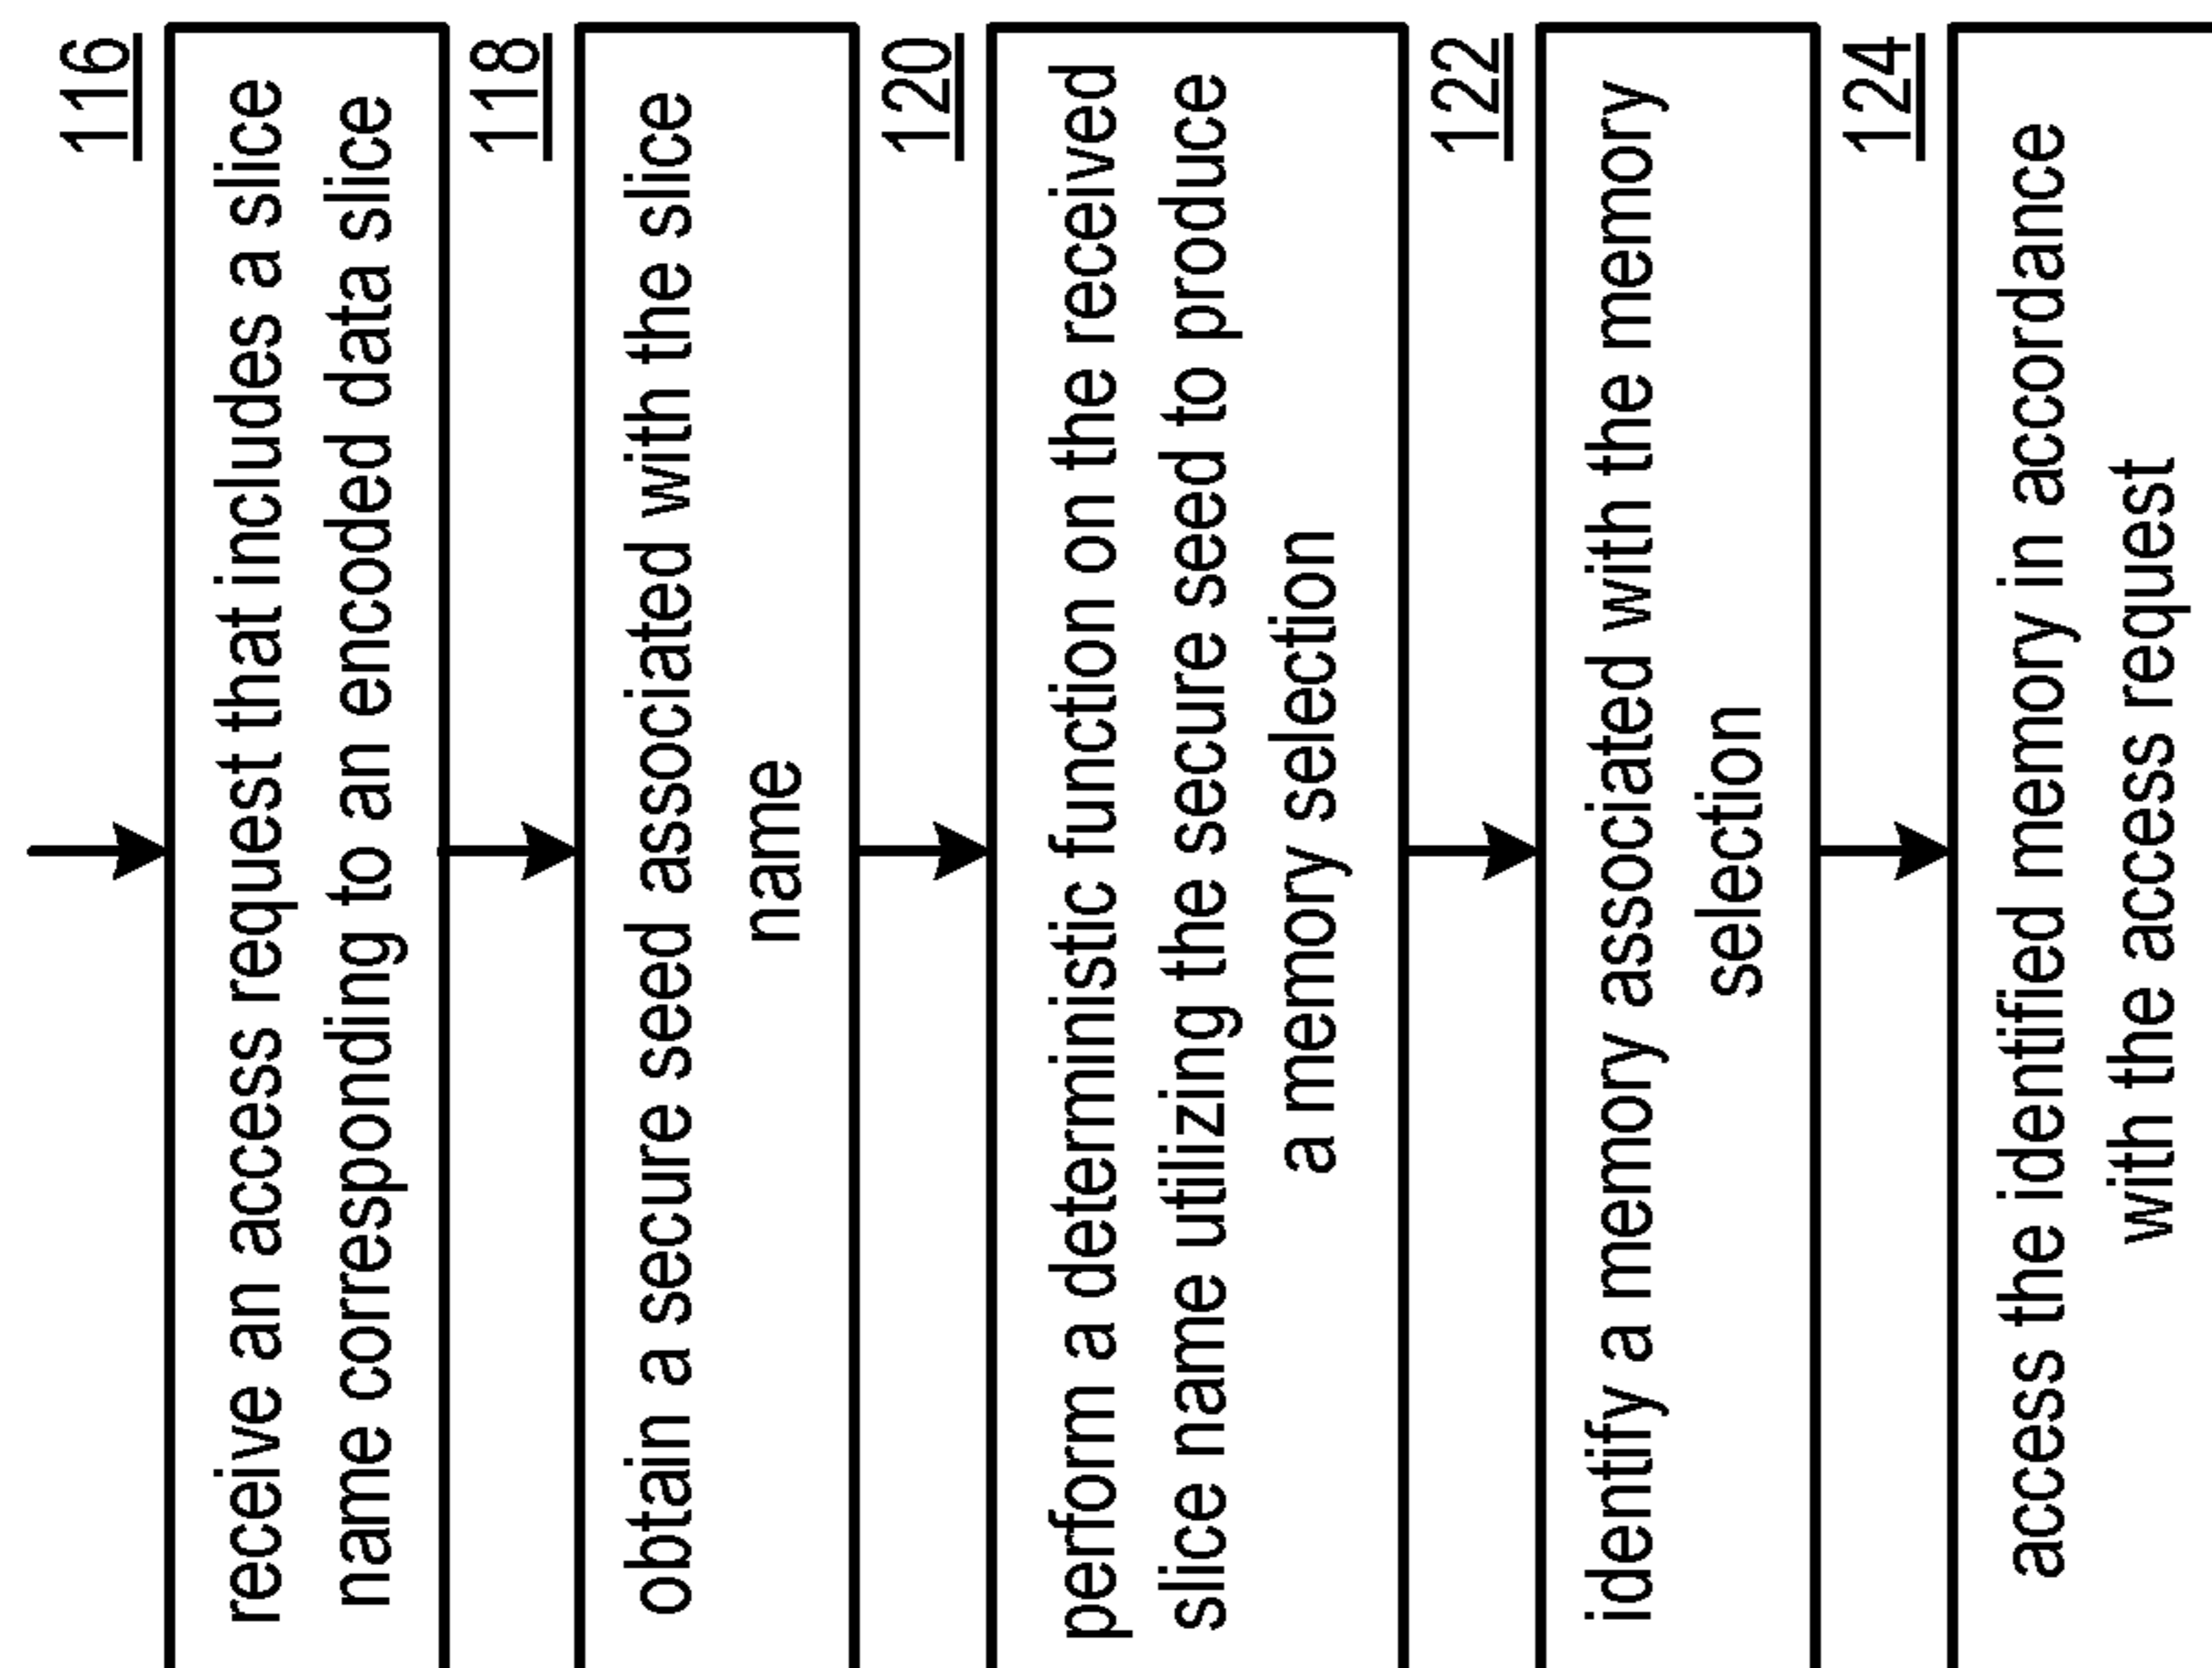 116
receive an access request that includes a slice
name corresponding to an encoded data slice
118
obtain a secure seed associated with the slice
name
120
perform a deterministic function on the received
slice name utilizing the secure seed to produce
a memory selection
122
identify a memory associated with the memory
selection
124
access the identified memory in accordance
with the access request